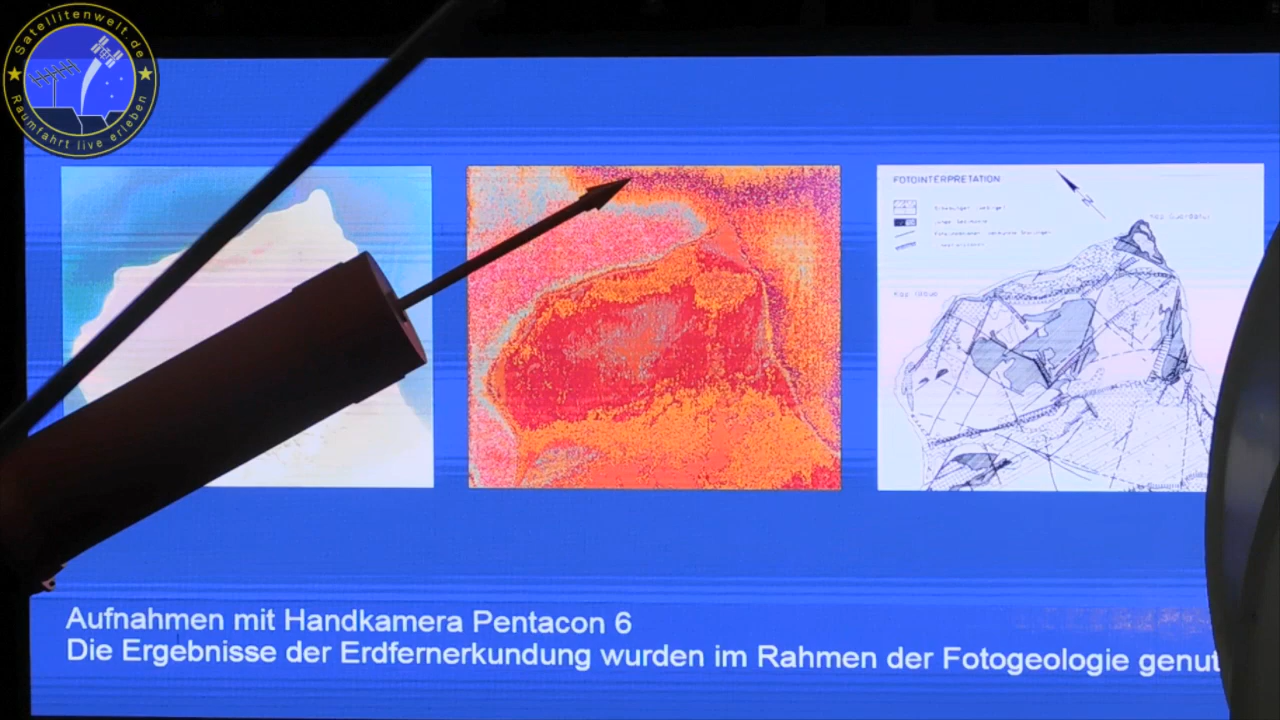 Satellitenwelt.de
Raumfahrt live erleben
FOTOINTERPRETATION
N
Kap
Aufnahmen mit Handkamera Pentacon 6
Die Ergebnisse der Erdfernerkundung wurden im Rahmen der Fotogeologie genut